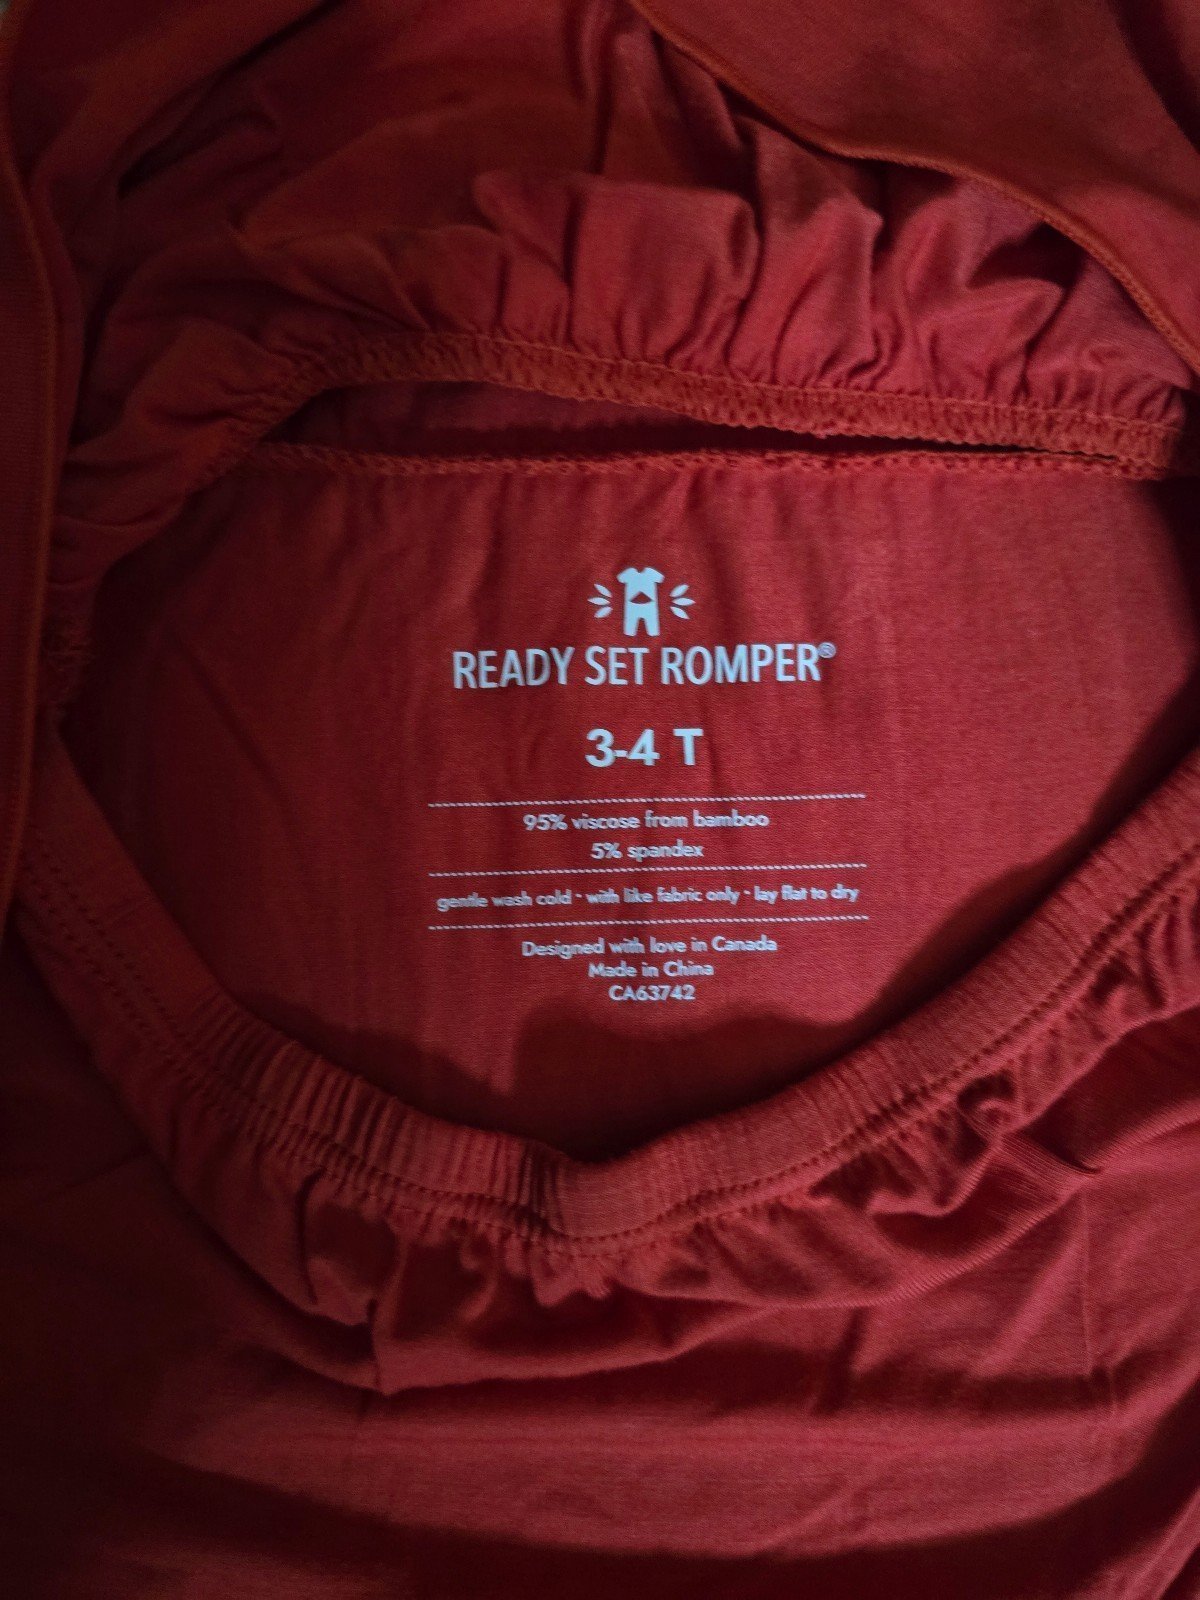 READY SET ROMPER®
3-4 T
95% viscose from bamboo
5% spandex
gentle wash cold - with like fabric only - lay flat to dry
Designed with love in Canada
Made in China
CA63742